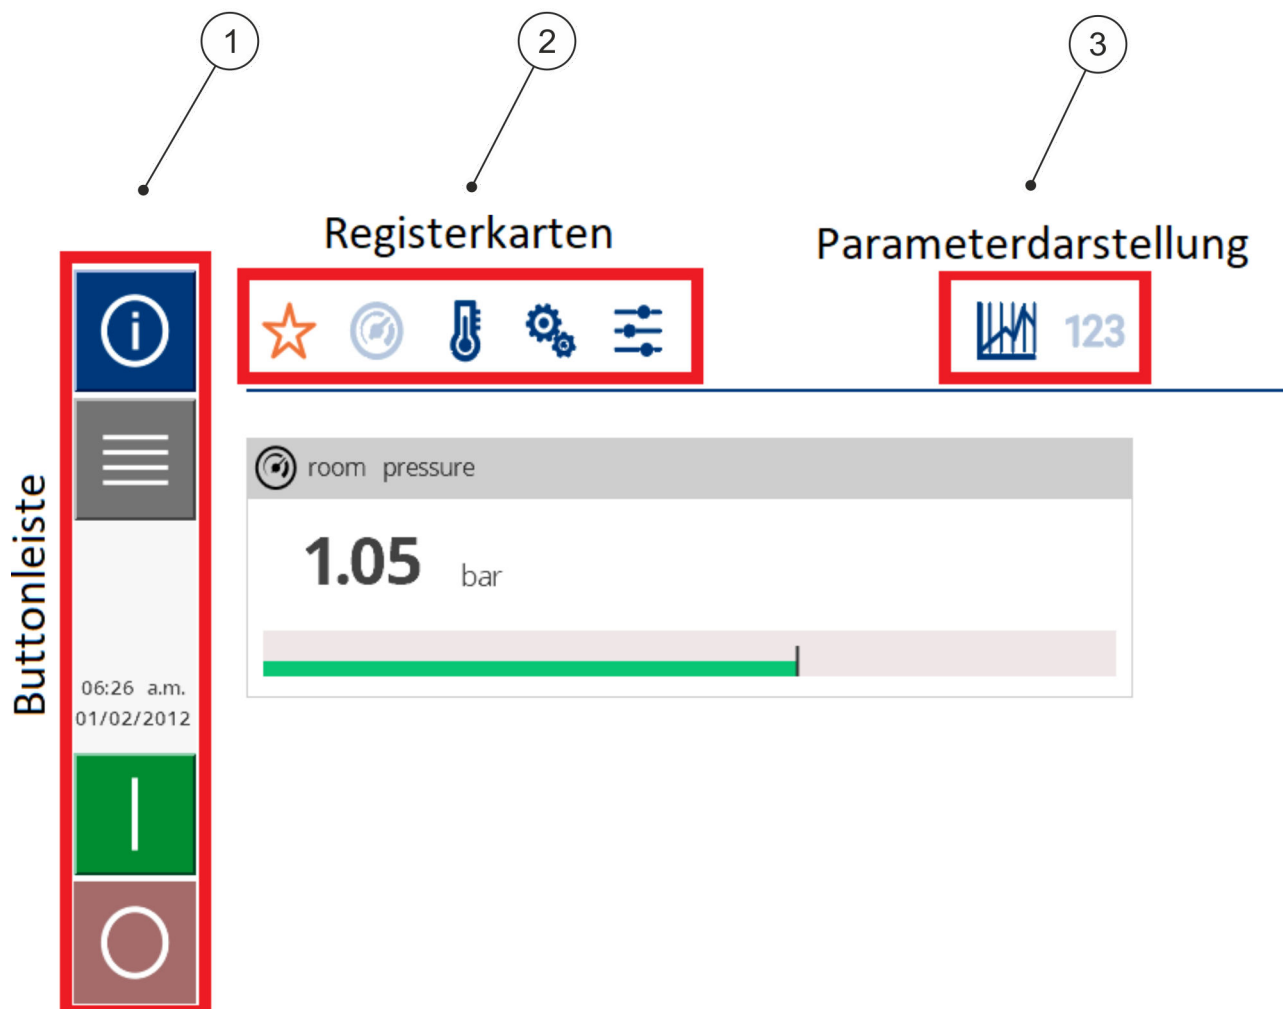 1
2
3
Registerkarten
Parameterdarstellung
Buttonleiste
i
123
room pressure
1.05 bar
06:26 a.m.
01/02/2012